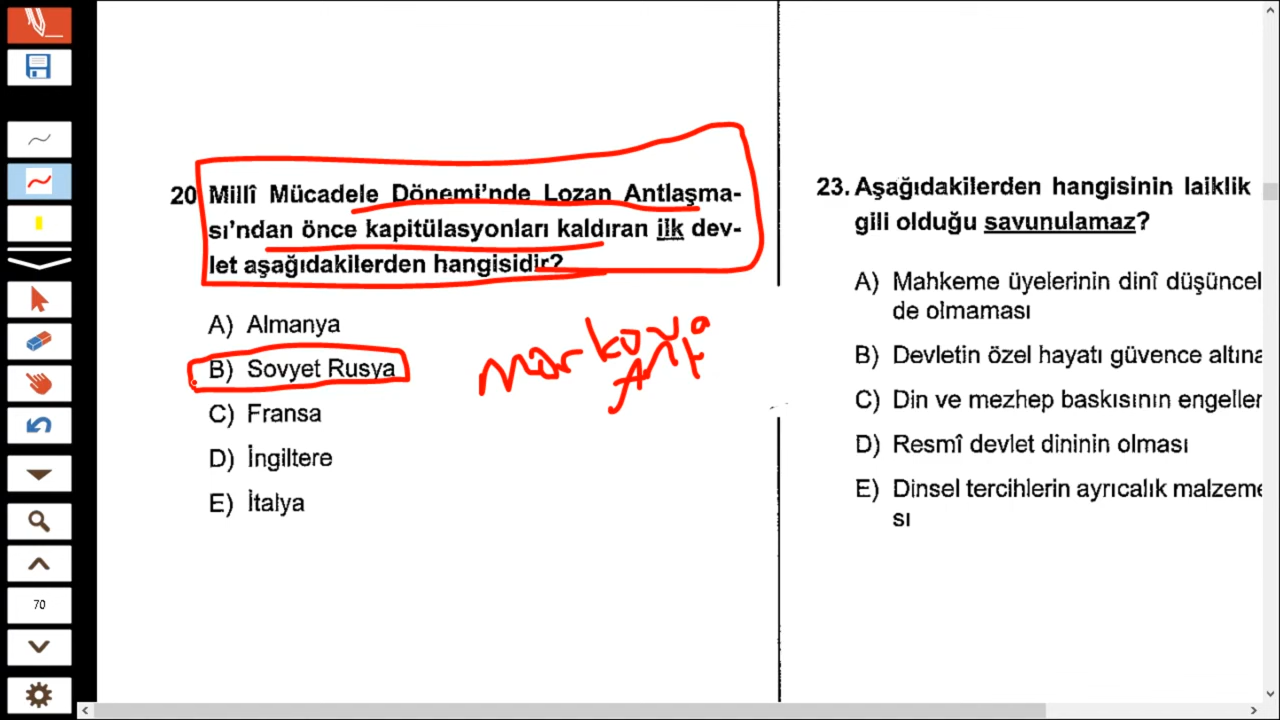 20 Millî Mücadele Dönemi'nde Lozan Antlaşma-
sı'ndan önce kapitülasyonları kaldıran ilk dev-
let aşağıdakilerden hangisidir?
A) Almanya
B) Sovyet Rusya
C) Fransa
D) İngiltere
E) İtalya
Moskova
Ant
23. Aşağıdakilerden hangisinin laiklik
gili olduğu savunulamaz?
A) Mahkeme üyelerinin dinî düşüncel
de olmaması
B) Devletin özel hayatı güvence altına
C) Din ve mezhep baskısının engeller
D) Resmî devlet dininin olması
E) Dinsel tercihlerin ayrıcalık malzeme
sı
70